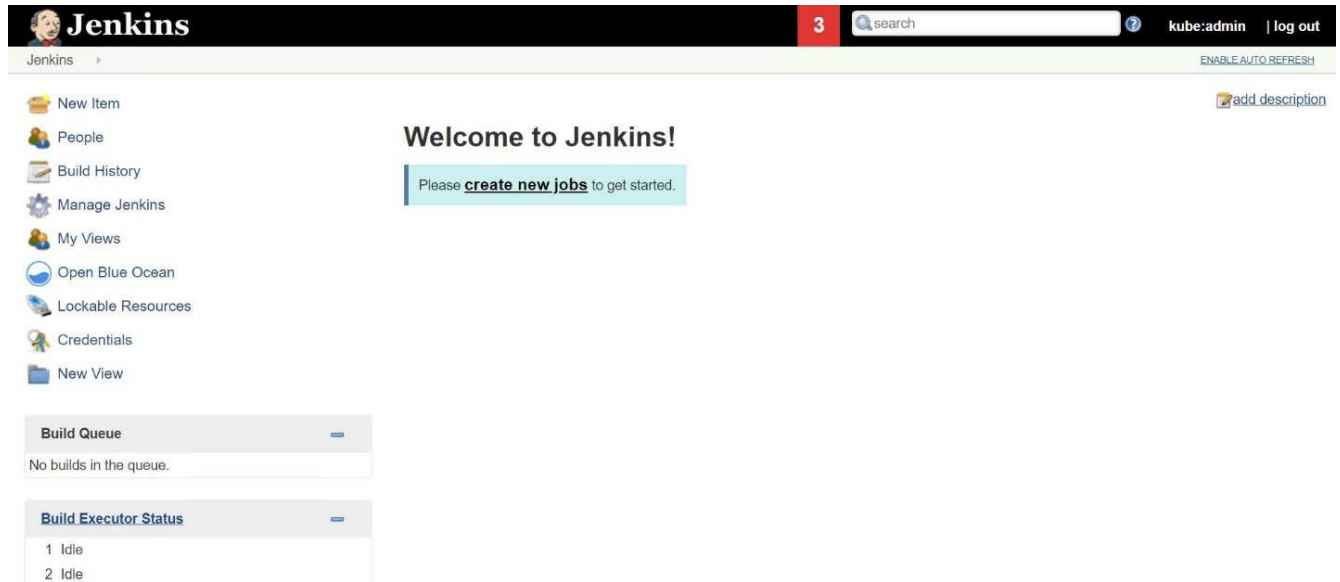 Jenkins
3
search
kube:admin | log out
Jenkins
ENABLE AUTO REFRESH
New Item
People
Build History
Manage Jenkins
My Views
Open Blue Ocean
Lockable Resources
Credentials
New View
add description
Welcome to Jenkins!
Please create new jobs to get started.
Build Queue
No builds in the queue.
Build Executor Status
1 Idle
2 Idle